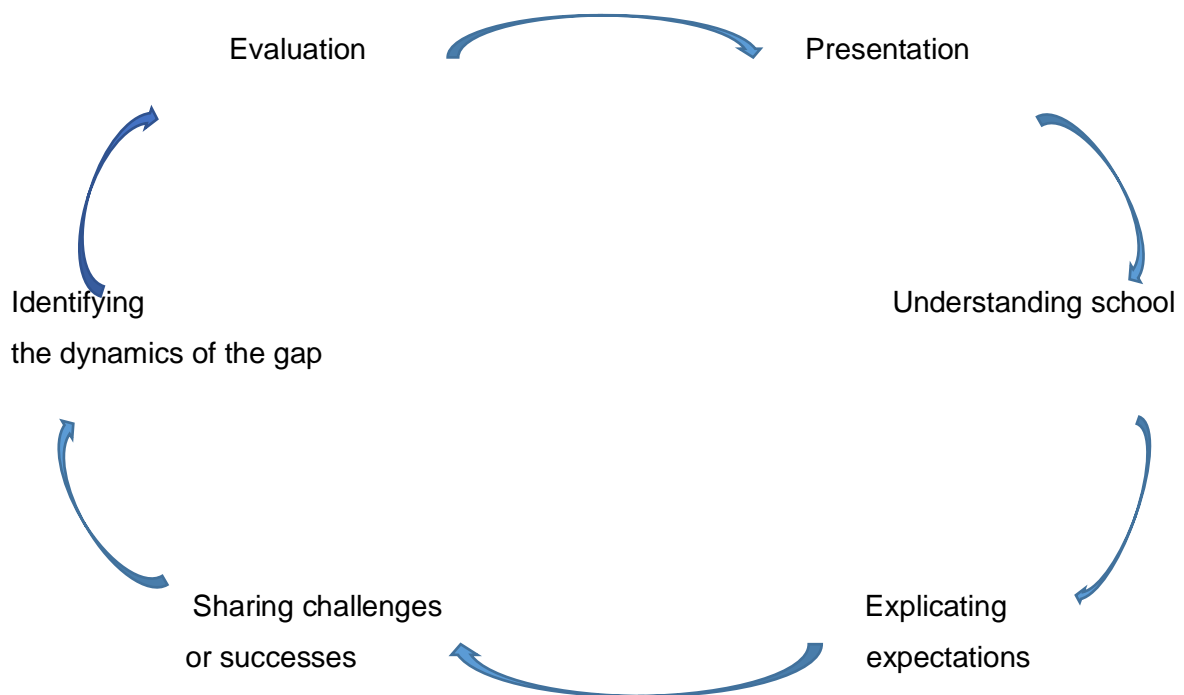 Evaluation
Presentation
Identifying
the dynamics of the gap
Understanding school
Sharing challenges
or successes
Explicating
expectations